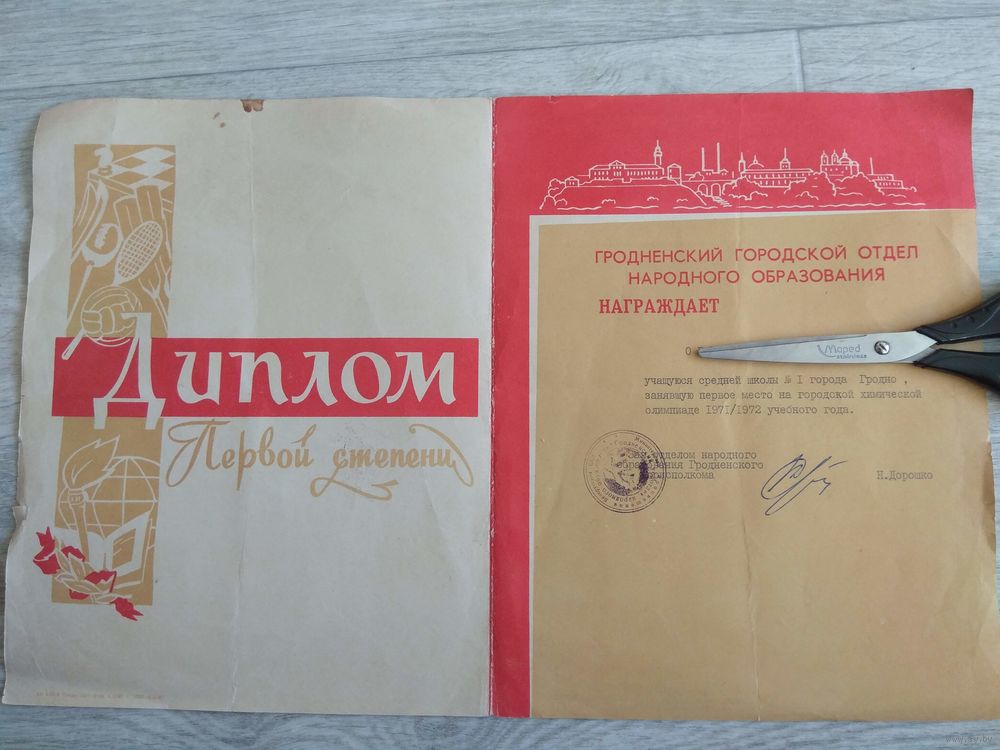 Диплом
Первой степени
ГРОДНЕНСКИЙ ГОРОДСКОЙ ОТДЕЛ
НАРОДНОГО ОБРАЗОВАНИЯ
НАГРАЖДАЕТ
О
Maped
учащуюся средней школы № I города Гродно ,
занявшую первое место на городской химической
олимпиаде 1971/1972 учебного года.
отделом народного
образования Гродненского
Н.Дорошко